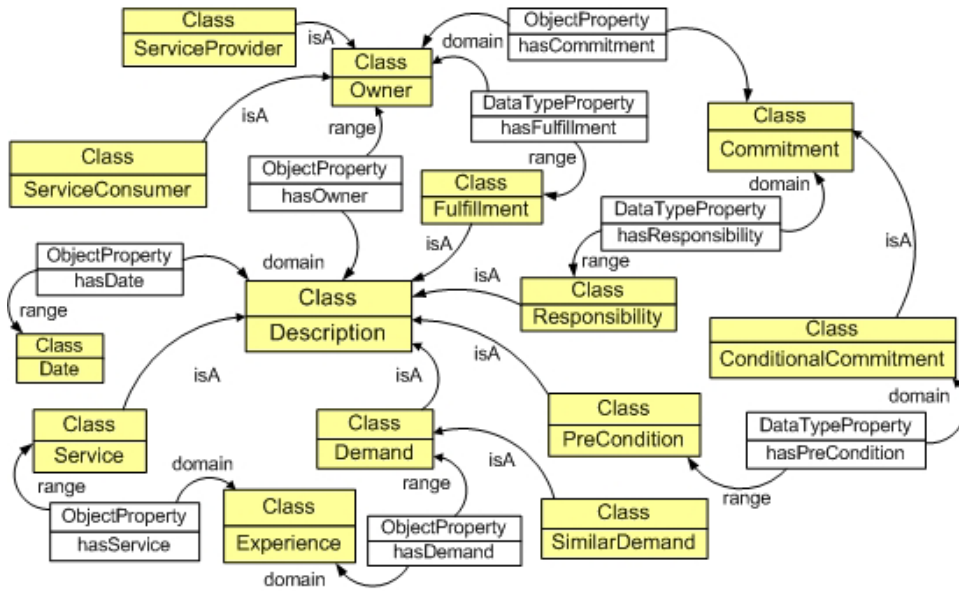 Class
ServiceProvider
isA
domain
ObjectProperty
hasCommitment
Class
Owner
isA
range
DataTypeProperty
hasFulfillment
range
Class
Commitment
domain
Class
ServiceConsumer
ObjectProperty
hasOwner
Class
Fulfillment
DataTypeProperty
hasResponsibility
range
isA
isA
ObjectProperty
hasDate
domain
isA
range
Class
Description
Class
Responsibility
Class
Date
isA
isA
isA
Class
ConditionalCommitment
domain
Class
Service
Class
Demand
Class
PreCondition
DataTypeProperty
hasPreCondition
range
domain
range
isA
range
ObjectProperty
hasService
Class
Experience
ObjectProperty
hasDemand
Class
SimilarDemand
domain